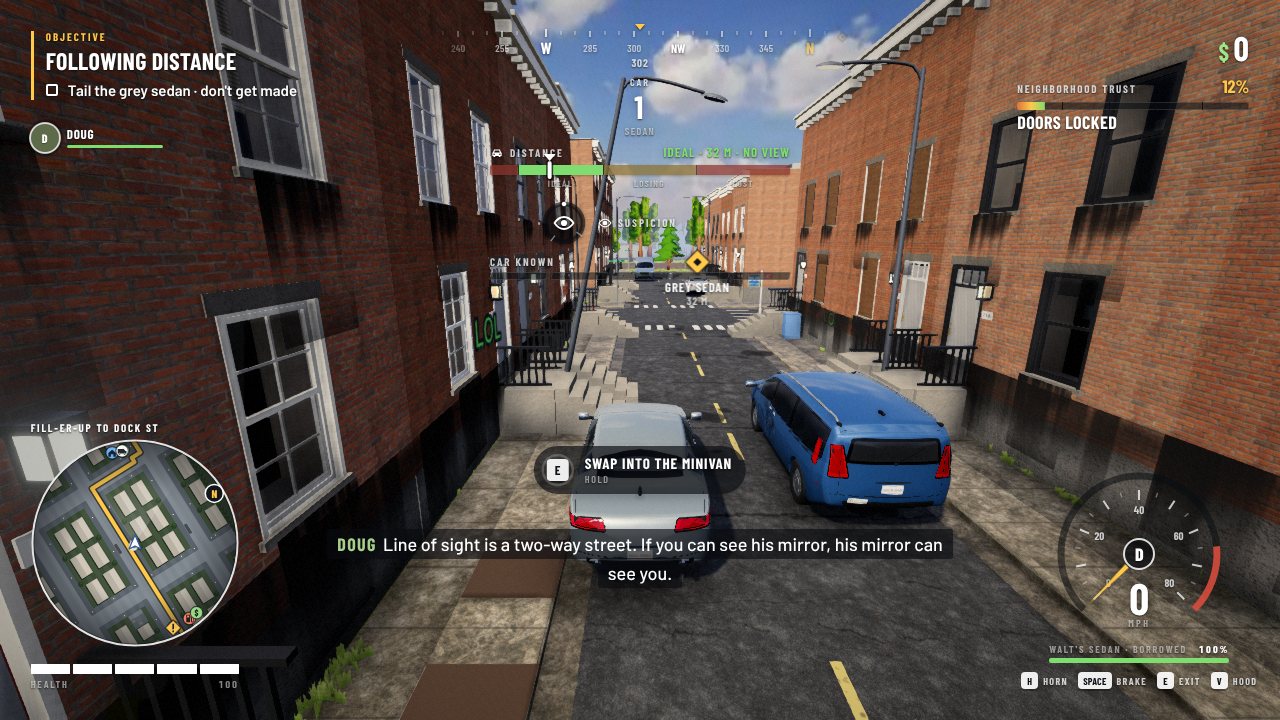 OBJECTIVE
FOLLOWING DISTANCE
Tail the grey sedan · don't get made
D
DOUG
240 255 W 285 300 NW 330 345 N
302
CAR
1
SEDAN
DISTANCE
IDEAL · 32 M · NO VIEW
IDEAL LOSING LOST
SUSPICION
CAR KNOWN
GREY SEDAN
32 M
$0
NEIGHBORHOOD TRUST 12%
DOORS LOCKED
LOL
E SWAP INTO THE MINIVAN
HOLD
DOUG Line of sight is a two-way street. If you can see his mirror, his mirror can
see you.
FILL-ER-UP TO DOCK ST
N
$
!
HEALTH 100
0 20 40 60 80
D
0
MPH
WALT'S SEDAN · BORROWED 100%
H HORN SPACE BRAKE E EXIT V HOOD